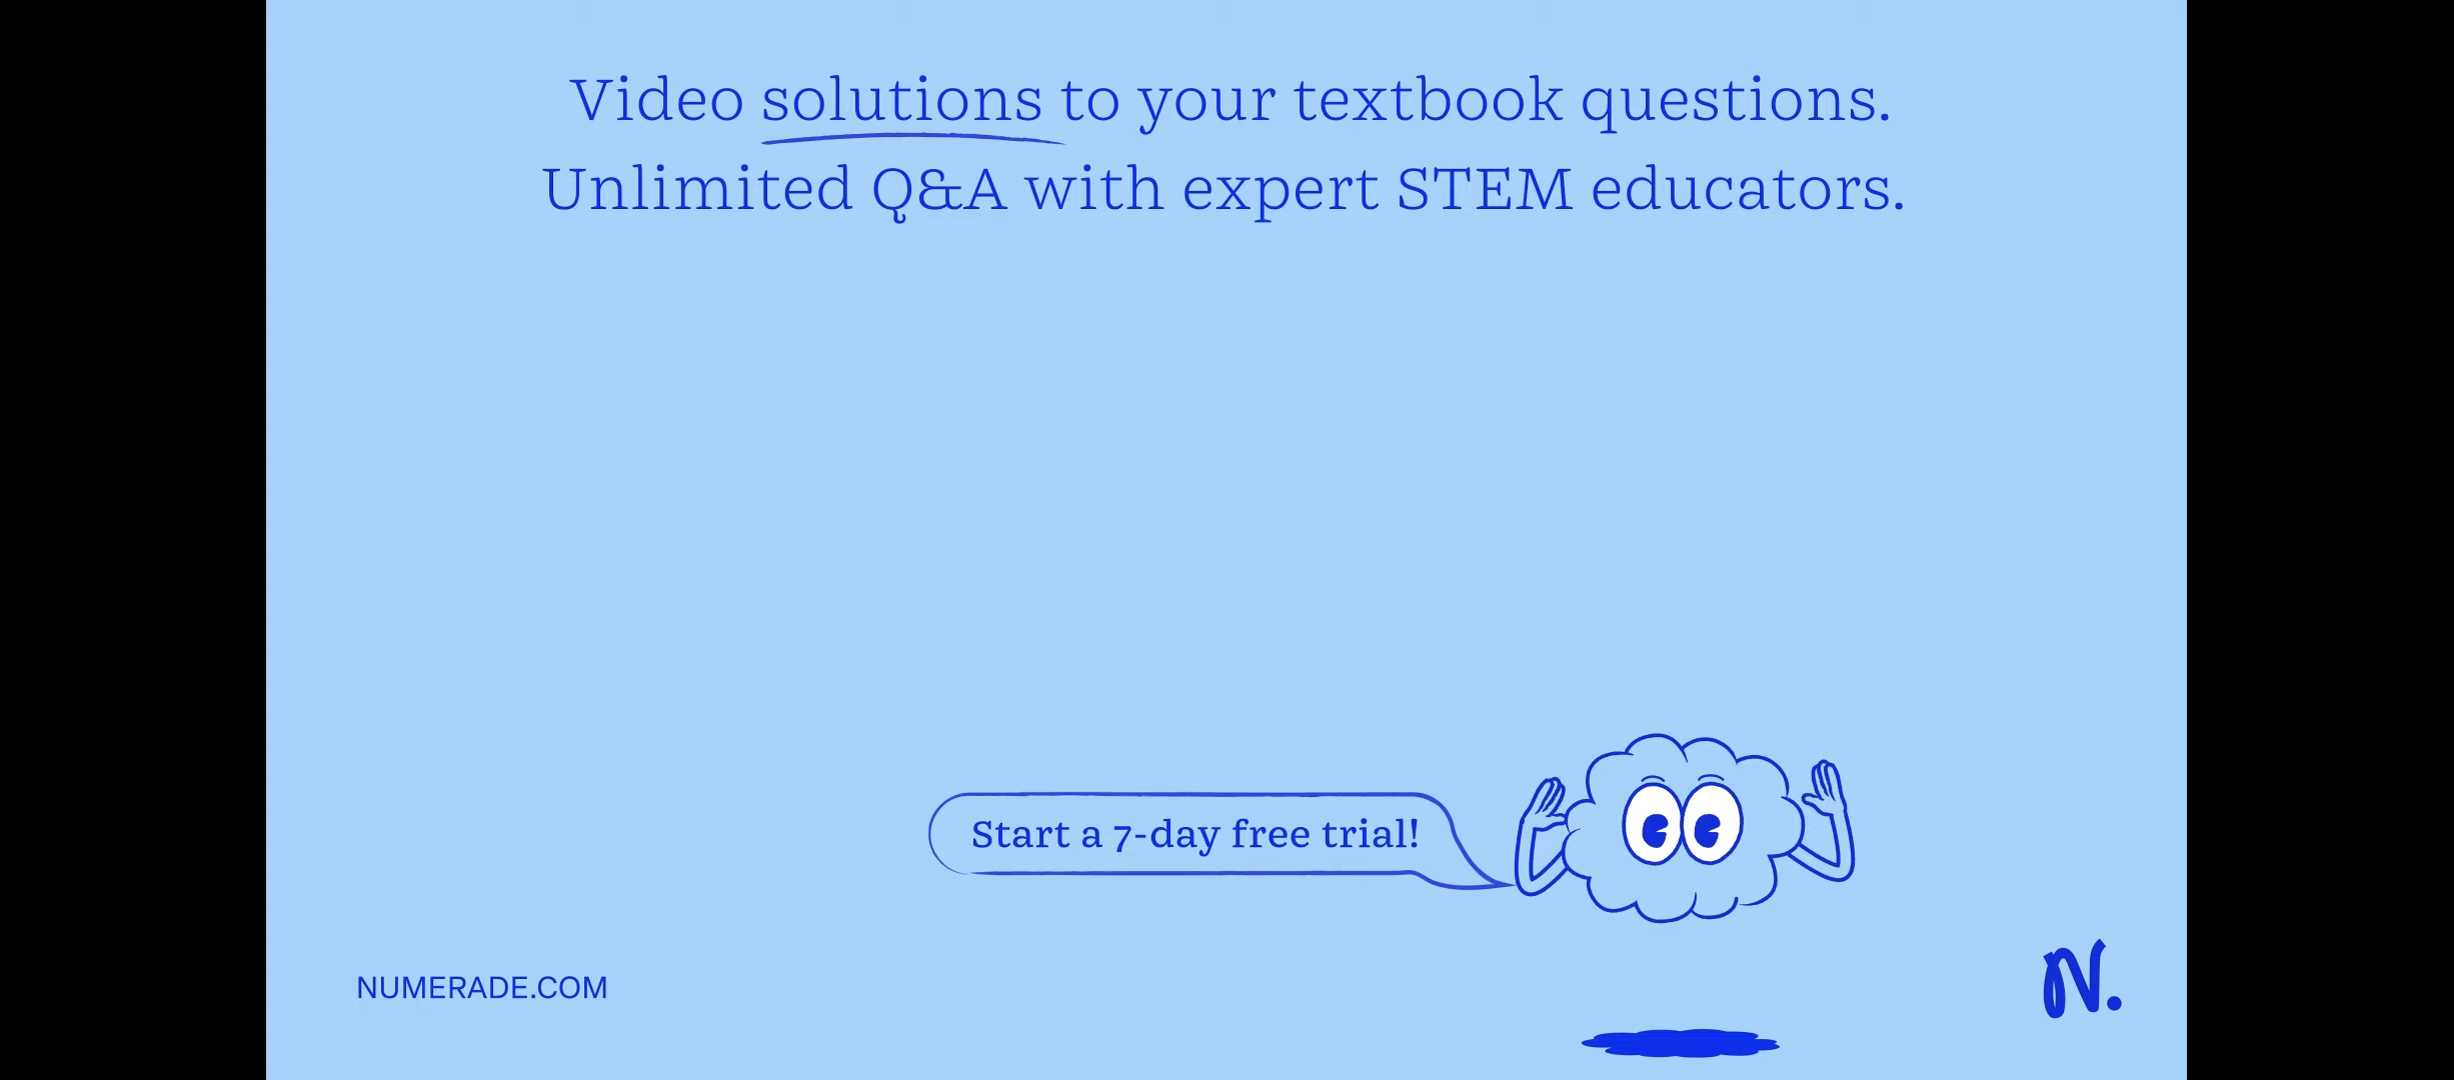 Video solutions to your textbook questions.
Unlimited Q&A with expert STEM educators.
Start a 7-day free trial!
NUMERADE.COM
N.